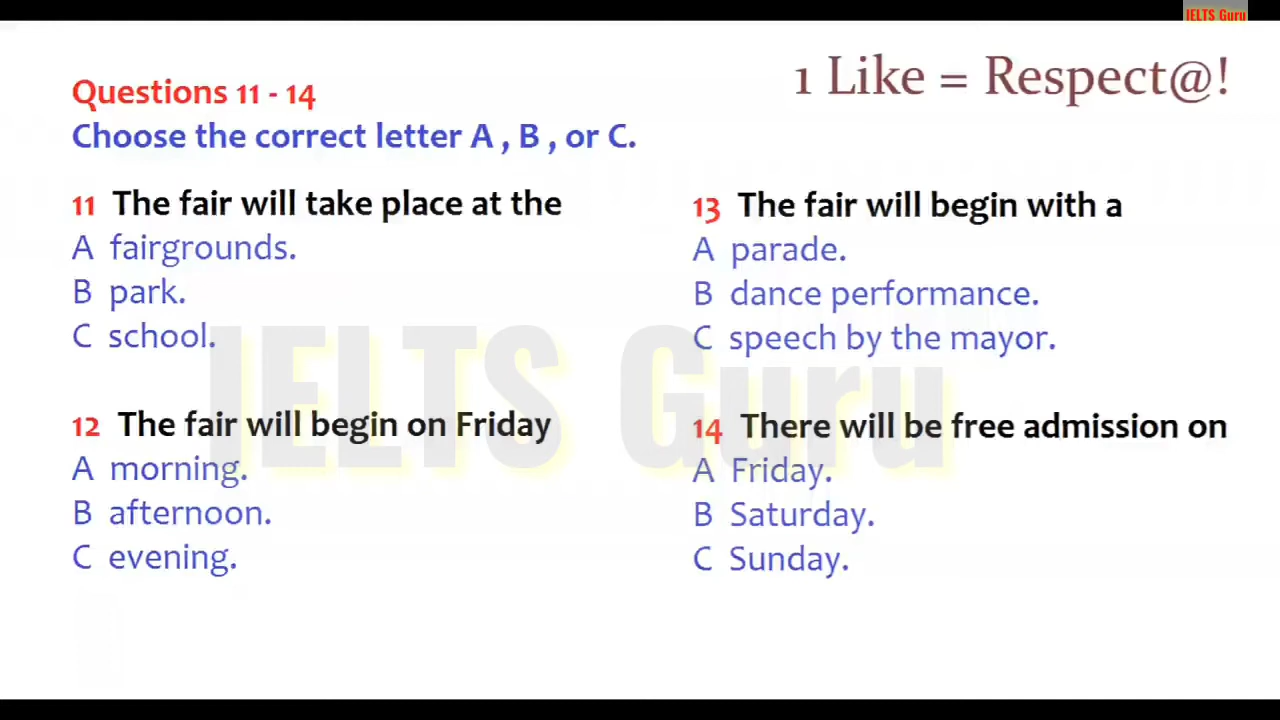 IELTS Guru
1 Like = Respect@!
Questions 11 - 14
Choose the correct letter A , B , or C.
11 The fair will take place at the
A fairgrounds.
B park.
C school.
12 The fair will begin on Friday
A morning.
B afternoon.
C evening.
13 The fair will begin with a
A parade.
B dance performance.
C speech by the mayor.
14 There will be free admission on
A Friday.
B Saturday.
C Sunday.
IELTS Guru